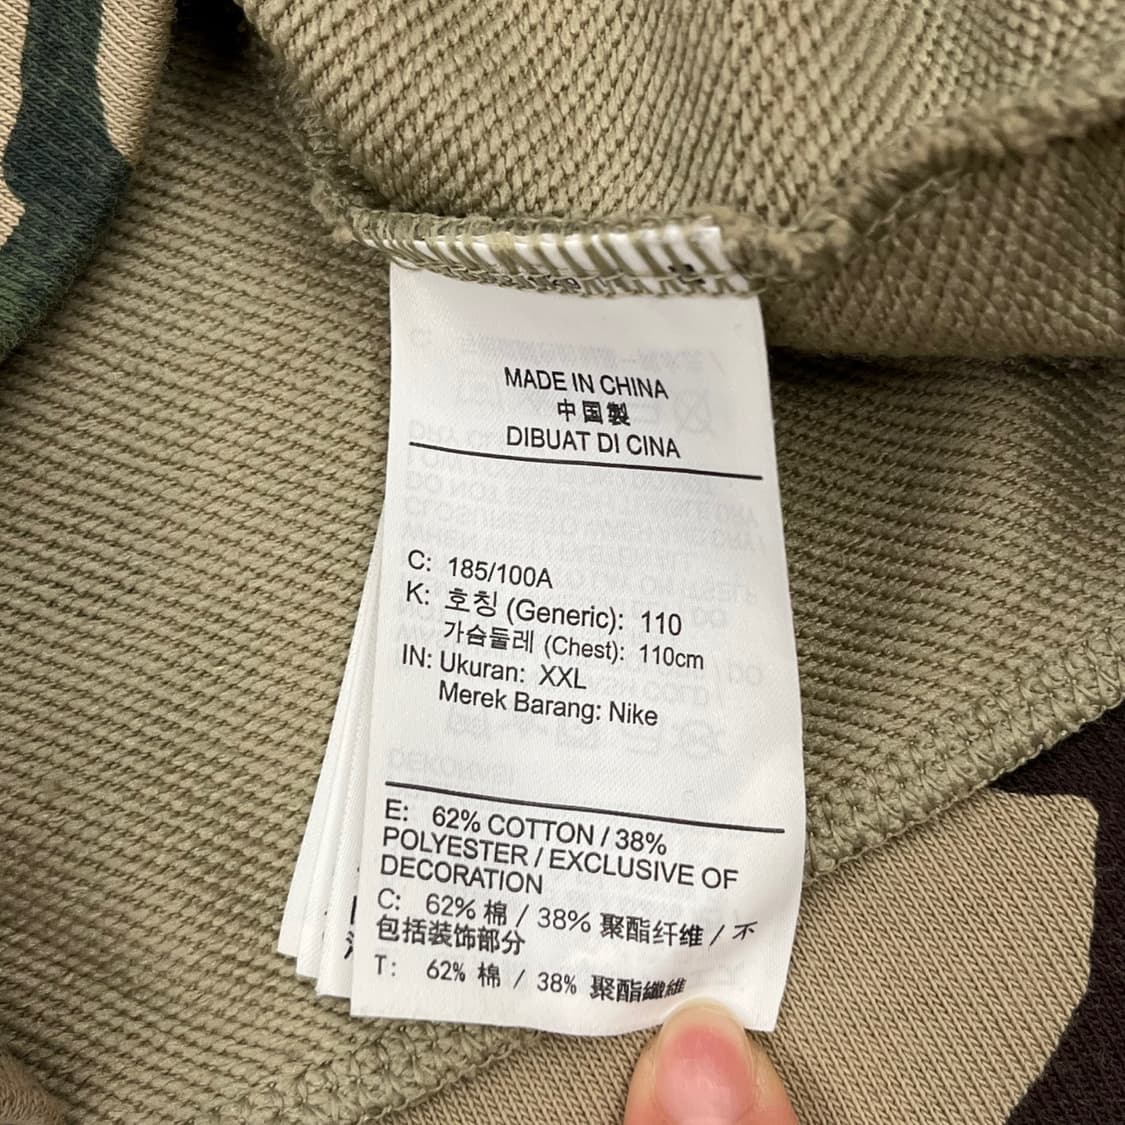 MADE IN CHINA
中国製
DIBUAT DI CINA
C: 185/100A
K: 호칭 (Generic): 110
가슴둘레 (Chest): 110cm
IN: Ukuran: XXL
Merek Barang: Nike
E: 62% COTTON / 38%
POLYESTER / EXCLUSIVE OF
DECORATION
C: 62% 棉 / 38% 聚酯纤维 / 不
包括装饰部分
T: 62% 棉 / 38% 聚酯纖維